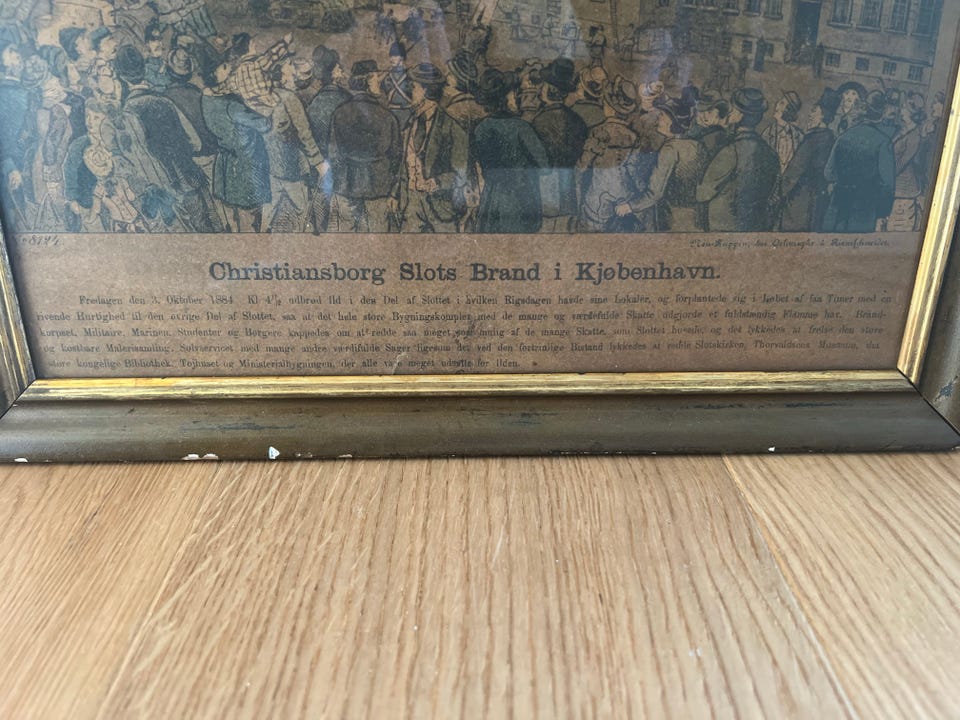 8124
Neu-Ruppin, bei Oehmigke & Riemschneider.
Christiansborg Slots Brand i Kjøbenhavn.
Fredagen den 3. Oktober 1884 Kl 4½ udbrød Ild i den Del af Slottet i hvilken Rigsdagen havde sine Lokaler, og forplantede sig i Løbet af faa Timer med en
rivende Hurtighed til den øvrige Del af Slottet, saa at det hele store Bygningskomplex med de mange og værdifulde Skatte udgjorde et fuldstændig Flamme hav. Brand-
korpset, Militaire, Marinen, Studenter og Borgere kappedes om at redde saa meget som mulig af de mange Skatte, som Slottet husede, og det lykkedes at frelse den store
og kostbare Malerisamling, Sølvservicet med mange andre værdifulde Sager ligesom det ved den fortrinlige Bistand lykkedes at redde Slotskirken, Thorvaldsens Museum, det
store kongelige Bibliothek, Tøjhuset og Ministerialbygningen, der alle vare meget udsatte for Ilden.